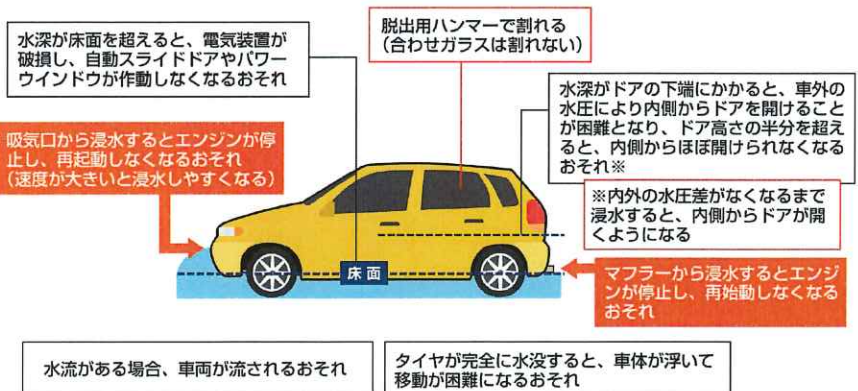 水深が床面を超えると、電気装置が
破損し、自動スライドドアやパワー
ウインドウが作動しなくなるおそれ
脱出用ハンマーで割れる
（合わせガラスは割れない）
水深がドアの下端にかかると、車外の
水圧により内側からドアを開けること
が困難となり、ドア高さの半分を超え
ると、内側からほぼ開けられなくなる
おそれ※
吸気口から浸水するとエンジンが停
止し、再起動しなくなるおそれ
（速度が大きいと浸水しやすくなる）
※内外の水圧差がなくなるまで
浸水すると、内側からドアが開
くようになる
床面
マフラーから浸水するとエンジ
ンが停止し、再始動しなくなる
おそれ
水流がある場合、車両が流されるおそれ
タイヤが完全に水没すると、車体が浮いて
移動が困難になるおそれ